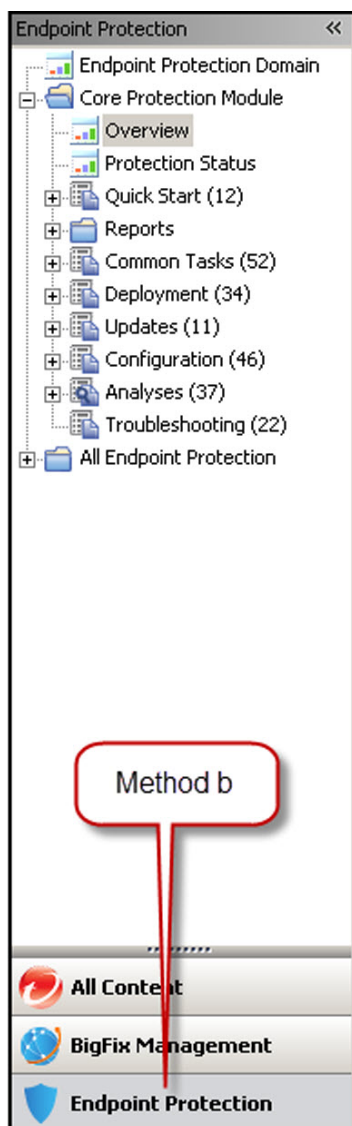 Endpoint Protection
Endpoint Protection Domain
Core Protection Module
Overview
Protection Status
Quick Start (12)
Reports
Common Tasks (52)
Deployment (34)
Updates (11)
Configuration (46)
Analyses (37)
Troubleshooting (22)
All Endpoint Protection
Method b
All Content
BigFix Management
Endpoint Protection